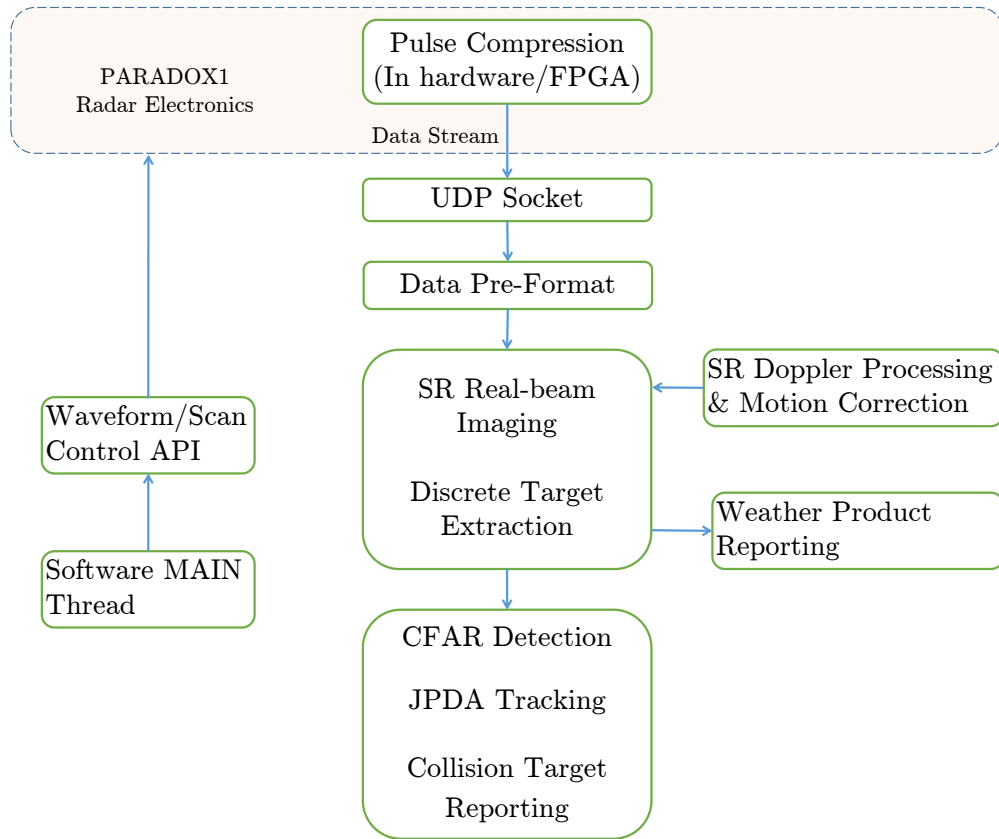 Pulse Compression
(In hardware/FPGA)
PARADOX1
Radar Electronics
Data Stream
UDP Socket
Data Pre-Format
SR Real-beam
Imaging
Discrete Target
Extraction
SR Doppler Processing
& Motion Correction
Weather Product
Reporting
Waveform/Scan
Control API
Software MAIN
Thread
CFAR Detection
JPDA Tracking
Collision Target
Reporting